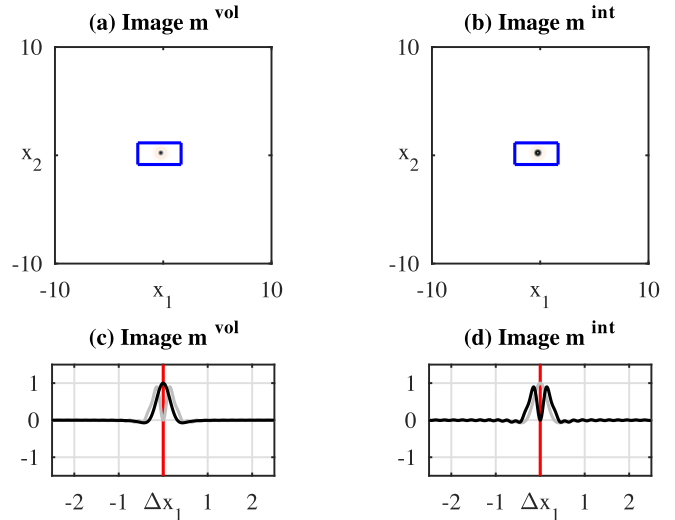 (a) Image m vol
(b) Image m int
10
10
x2
x2
-10
-10
-10 x1 10
-10 x1 10
(c) Image m vol
(d) Image m int
1
0
-1
1
0
-1
-2 -1 Δx1 1 2
-2 -1 Δx1 1 2